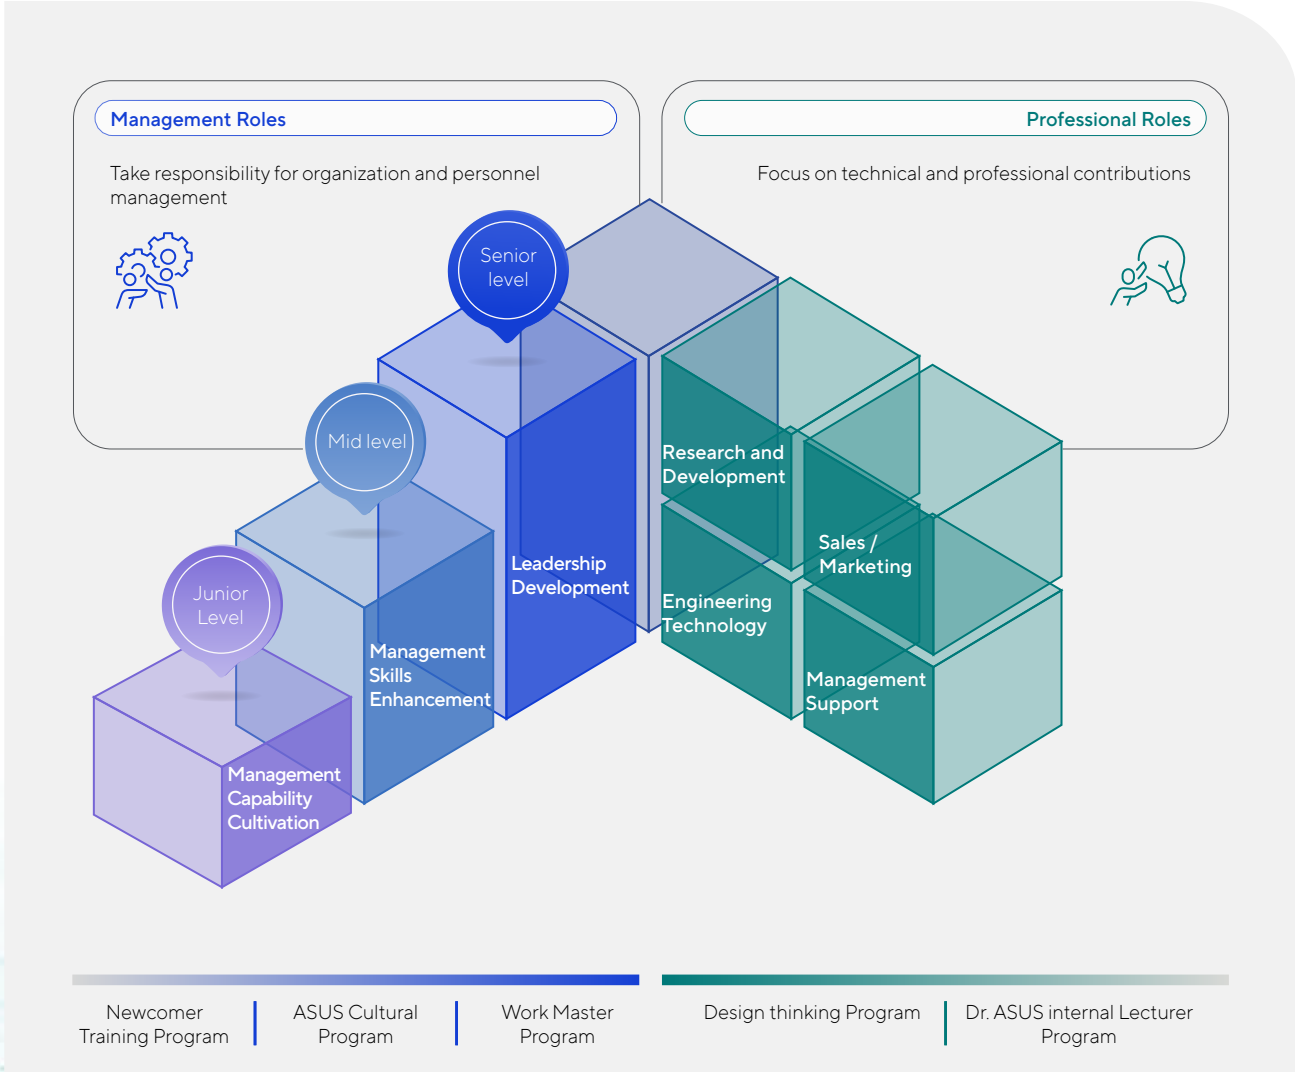 Management Roles
Take responsibility for organization and personnel
management
Professional Roles
Focus on technical and professional contributions
Senior
level
Mid level
Junior
Level
Leadership
Development
Management
Skills
Enhancement
Management
Capability
Cultivation
Research and
Development
Sales /
Marketing
Engineering
Technology
Management
Support
Newcomer
Training Program
ASUS Cultural
Program
Work Master
Program
Design thinking Program
Dr. ASUS internal Lecturer
Program